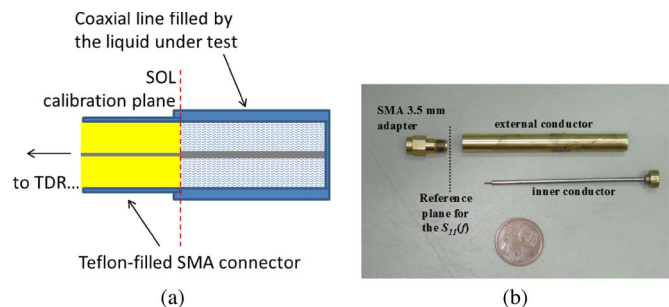 Coaxial line filled by
the liquid under test
SOL
calibration plane
to TDR...
Teflon-filled SMA connector
(a)
SMA 3.5 mm
adapter
external conductor
inner conductor
Reference
plane for
the S11(f)
(b)